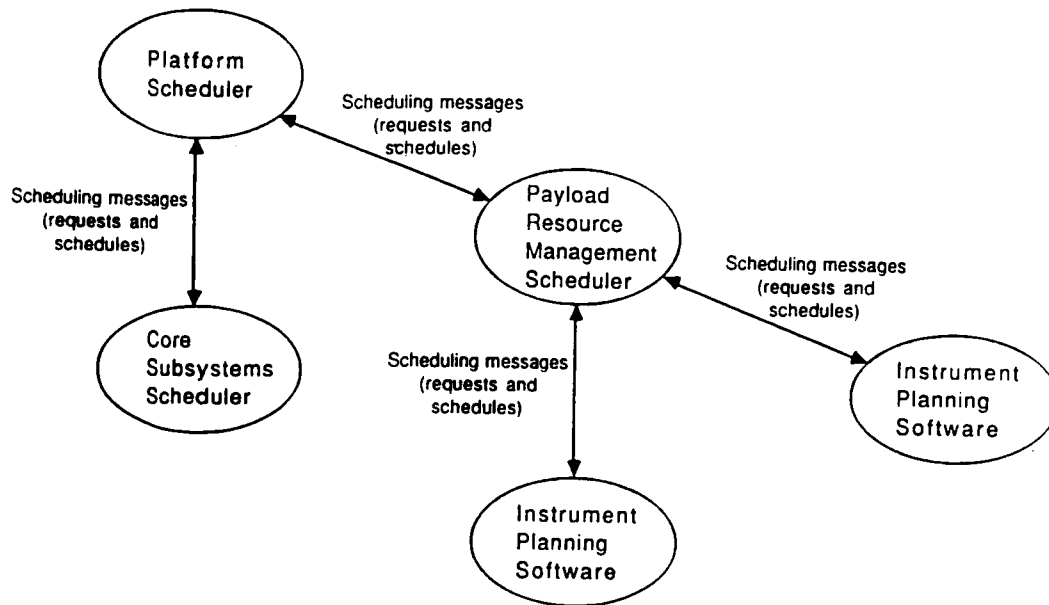 Platform
Scheduler
Scheduling messages
(requests and
schedules)
Scheduling messages
(requests and
schedules)
Payload
Resource
Management
Scheduler
Scheduling messages
(requests and
schedules)
Core
Subsystems
Scheduler
Scheduling messages
(requests and
schedules)
Instrument
Planning
Software
Instrument
Planning
Software